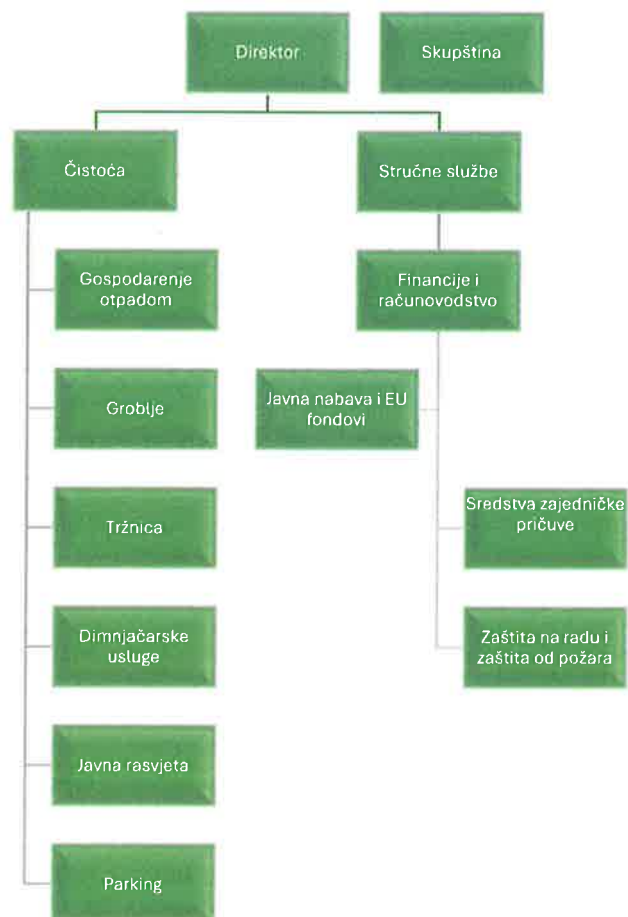 Direktor
Skupština
Čistoća
Stručne službe
Gospodarenje
otpadom
Financije i
računovodstvo
Javna nabava i EU
fondovi
Groblje
Tržnica
Sredstva zajedničke
pričuve
Dimnjačarske
usluge
Zaštita na radu i
zaštita od požara
Javna rasvjeta
Parking